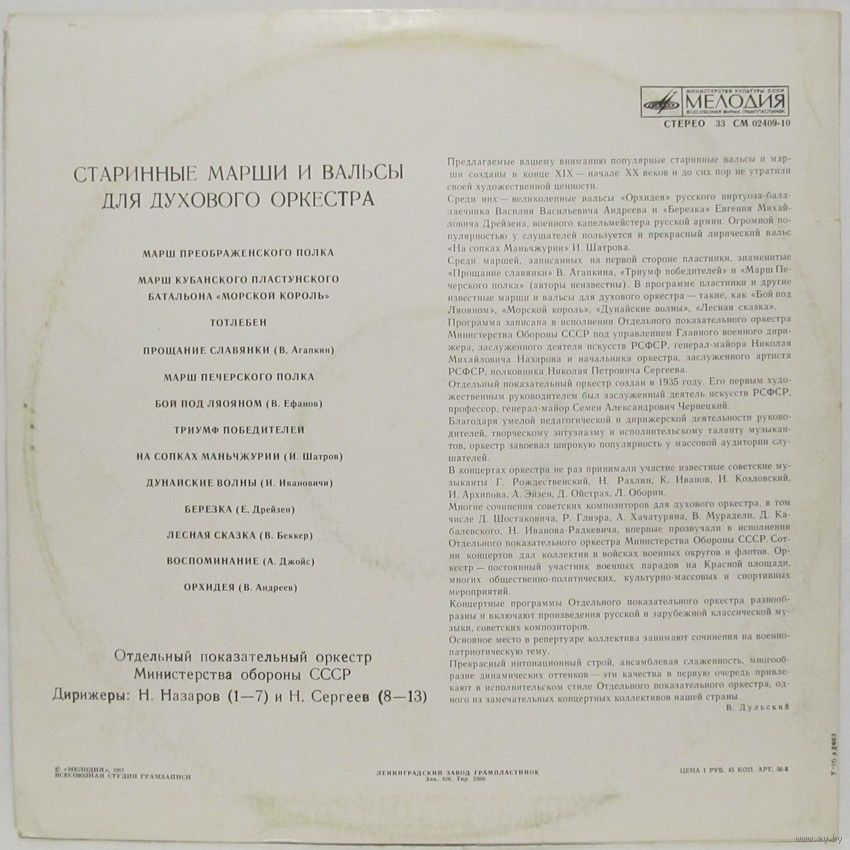 МИНИСТЕРСТВО КУЛЬТУРЫ СССР
МЕЛОДИЯ
ВСЕСОЮЗНАЯ ФИРМА ГРАМПЛАСТИНОК
СТЕРЕО 33 СМ 02409-10
СТАРИННЫЕ МАРШИ И ВАЛЬСЫ
ДЛЯ ДУХОВОГО ОРКЕСТРА
МАРШ ПРЕОБРАЖЕНСКОГО ПОЛКА
МАРШ КУБАНСКОГО ПЛАСТУНСКОГО
БАТАЛЬОНА «МОРСКОЙ КОРОЛЬ»
ТОТЛЕБЕН
ПРОЩАНИЕ СЛАВЯНКИ (В. Агапкин)
МАРШ ПЕЧЕРСКОГО ПОЛКА
БОЙ ПОД ЛЯОЯНОМ (В. Ефанов)
ТРИУМФ ПОБЕДИТЕЛЕЙ
НА СОПКАХ МАНЬЧЖУРИИ (И. Шатров)
ДУНАЙСКИЕ ВОЛНЫ (И. Ивановичи)
БЕРЕЗКА (Е. Дрейзен)
ЛЕСНАЯ СКАЗКА (В. Беккер)
ВОСПОМИНАНИЕ (А. Джойс)
ОРХИДЕЯ (В. Андреев)
Отдельный показательный оркестр
Министерства обороны СССР
Дирижеры: Н. Назаров (1—7) и Н. Сергеев (8—13)
Предлагаемые вашему вниманию популярные старинные вальсы и мар-
ши созданы в конце XIX — начале XX веков и до сих пор не утратили
своей художественной ценности.
Среди них — великолепные вальсы «Орхидея» русского виртуоза-бала-
лаечника Василия Васильевича Андреева и «Березка» Евгения Михай-
ловича Дрейзена, военного капельмейстера русской армии. Огромной по-
пулярностью у слушателей пользуется и прекрасный лирический вальс
«На сопках Маньчжурии» И. Шатрова.
Среди маршей, записанных на первой стороне пластинки, знаменитые
«Прощание славянки» В. Агапкина, «Триумф победителей» и «Марш Пе-
черского полка» (авторы неизвестны). В программе пластинки и другие
известные марши и вальсы для духового оркестра — такие, как «Бой под
Ляояном», «Морской король», «Дунайские волны», «Лесная сказка».
Программа записана в исполнении Отдельного показательного оркестра
Министерства Обороны СССР под управлением Главного военного дири-
жера, заслуженного деятеля искусств РСФСР, генерал-майора Николая
Михайловича Назарова и начальника оркестра, заслуженного артиста
РСФСР, полковника Николая Петровича Сергеева.
Отдельный показательный оркестр создан в 1935 году. Его первым худо-
жественным руководителем был заслуженный деятель искусств РСФСР,
профессор, генерал-майор Семен Александрович Чернецкий.
Благодаря умелой педагогической и дирижерской деятельности руково-
дителей, творческому энтузиазму и исполнительскому таланту музыкан-
тов, оркестр завоевал широкую популярность у массовой аудитории слу-
шателей.
В концертах оркестра не раз принимали участие известные советские му-
зыканты Г. Рождественский, Н. Рахлин, К. Иванов, И. Козловский,
И. Архипова, А. Эйзен, Д. Ойстрах, Л. Оборин.
Многие сочинения советских композиторов для духового оркестра, в том
числе Д. Шостаковича, Р. Глиэра, А. Хачатуряна, В. Мурадели, Д. Ка-
балевского, Н. Иванова-Радкевича, впервые прозвучали в исполнении
Отдельного показательного оркестра Министерства Обороны СССР. Сот-
ни концертов дал коллектив в войсках военных округов и флотов. Ор-
кестр — постоянный участник военных парадов на Красной площади,
многих общественно-политических, культурно-массовых и спортивных
мероприятий.
Концертные программы Отдельного показательного оркестра разнооб-
разны и включают произведения русской и зарубежной классической му-
зыки, советских композиторов.
Основное место в репертуаре коллектива занимают сочинения на военно-
патриотическую тему.
Прекрасный интонационный строй, ансамблевая слаженность, многооб-
разие динамических оттенков — эти качества в первую очередь привле-
кают в исполнительском стиле Отдельного показательного оркестра, од-
ного из замечательных концертных коллективов нашей страны.
В. Дульский
© «МЕЛОДИЯ»,
ВСЕСОЮЗНАЯ СТУДИЯ ГРАМЗАПИСИ
ЛЕНИНГРАДСКИЙ ЗАВОД ГРАМПЛАСТИНОК
Зак. Тир.
ЦЕНА 1 РУБ. 45 КОП. АРТ.
www.ay.by